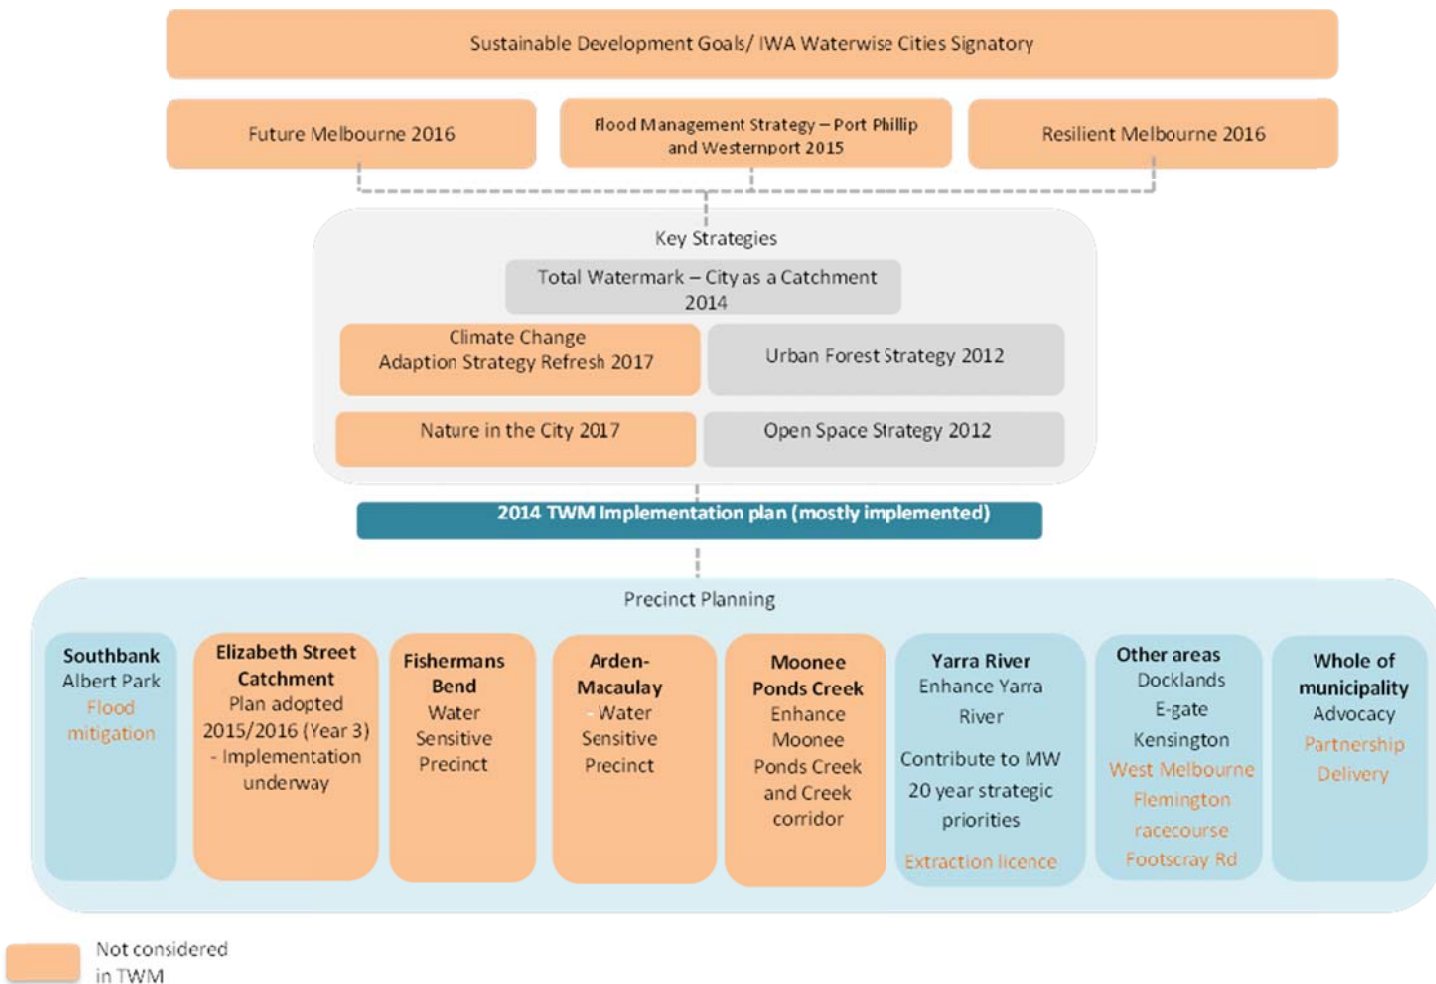 Sustainable Development Goals/ IWA Waterwise Cities Signatory
Future Melbourne 2016
Flood Management Strategy – Port Phillip
and Westernport 2015
Resilient Melbourne 2016
Key Strategies
Total Watermark – City as a Catchment
2014
Climate Change
Adaption Strategy Refresh 2017
Urban Forest Strategy 2012
Nature in the City 2017
Open Space Strategy 2012
2014 TWM Implementation plan (mostly implemented)
Precinct Planning
Southbank
Albert Park
Flood
mitigation
Elizabeth Street
Catchment
Plan adopted
2015/2016 (Year 3)
- Implementation
underway
Fishermans
Bend
Water
Sensitive
Precinct
Arden-
Macaulay
- Water
Sensitive
Precinct
Moonee
Ponds Creek
Enhance
Moonee
Ponds Creek
and Creek
corridor
Yarra River
Enhance Yarra
River
Contribute to MW
20 year strategic
priorities
Extraction licence
Other areas
Docklands
E-gate
Kensington
West Melbourne
Flemington
racecourse
Footscray Rd
Whole of
municipality
Advocacy
Partnership
Delivery
Not considered
in TWM